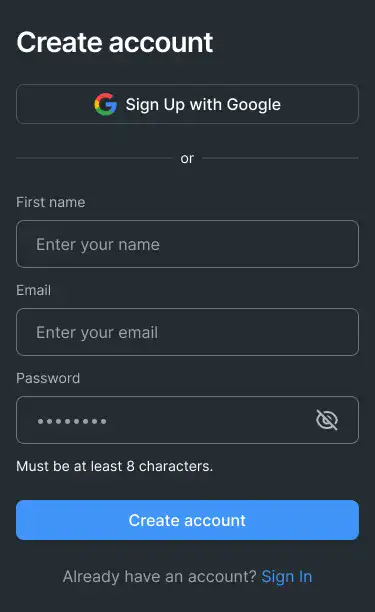 Create account
Sign Up with Google
or
First name
Enter your name
Email
Enter your email
Password
••••••••
Must be at least 8 characters.
Create account
Already have an account? Sign In